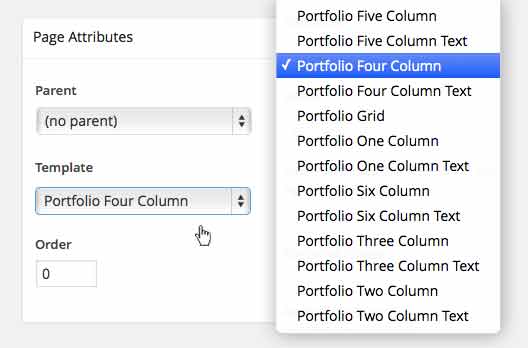 Page Attributes
Parent
(no parent)
Template
Portfolio Four Column
Order
0
Portfolio Five Column
Portfolio Five Column Text
✓ Portfolio Four Column
Portfolio Four Column Text
Portfolio Grid
Portfolio One Column
Portfolio One Column Text
Portfolio Six Column
Portfolio Six Column Text
Portfolio Three Column
Portfolio Three Column Text
Portfolio Two Column
Portfolio Two Column Text